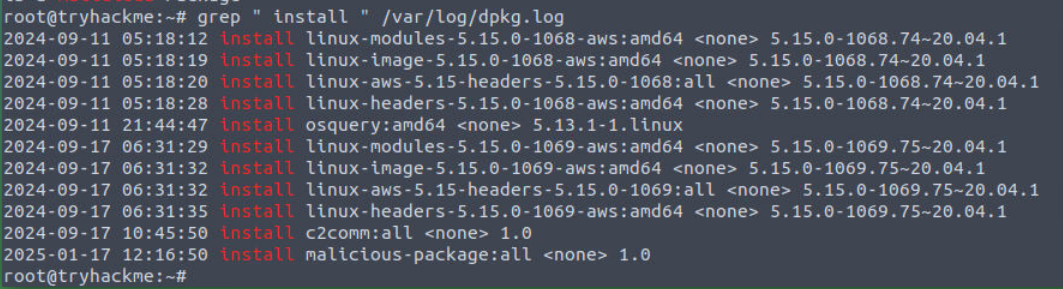 root@tryhackme:~# grep " install " /var/log/dpkg.log
2024-09-11 05:18:12 install linux-modules-5.15.0-1068-aws:amd64 <none> 5.15.0-1068.74~20.04.1
2024-09-11 05:18:19 install linux-image-5.15.0-1068-aws:amd64 <none> 5.15.0-1068.74~20.04.1
2024-09-11 05:18:20 install linux-aws-5.15-headers-5.15.0-1068:all <none> 5.15.0-1068.74~20.04.1
2024-09-11 05:18:28 install linux-headers-5.15.0-1068-aws:amd64 <none> 5.15.0-1068.74~20.04.1
2024-09-11 21:44:47 install osquery:amd64 <none> 5.13.1-1.linux
2024-09-17 06:31:29 install linux-modules-5.15.0-1069-aws:amd64 <none> 5.15.0-1069.75~20.04.1
2024-09-17 06:31:32 install linux-image-5.15.0-1069-aws:amd64 <none> 5.15.0-1069.75~20.04.1
2024-09-17 06:31:32 install linux-aws-5.15-headers-5.15.0-1069:all <none> 5.15.0-1069.75~20.04.1
2024-09-17 06:31:35 install linux-headers-5.15.0-1069-aws:amd64 <none> 5.15.0-1069.75~20.04.1
2024-09-17 10:45:50 install c2comm:all <none> 1.0
2025-01-17 12:16:50 install malicious-package:all <none> 1.0
root@tryhackme:~#